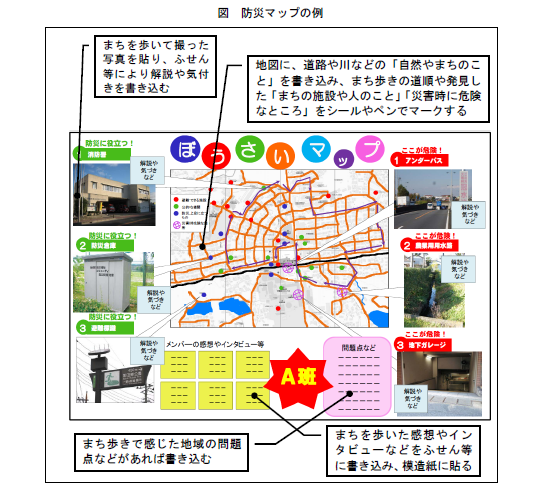 図　防災マップの例
まちを歩いて撮った
写真を貼り、ふせん
等により解説や気付
きを書き込む
地図に、道路や川などの「自然やまちのこ
と」を書き込み、まち歩きの道順や発見し
た「まちの施設や人のこと」「災害時に危険
なところ」をシールやペンでマークする
ぼうさいマップ
防災に役立つ！
1 消防署
解説や
気づき
など
防災に役立つ！
2 防災倉庫
解説や
気づき
など
防災に役立つ！
3
解説や
気づき
など
ここが危険！
1 アンダーパス
解説や
気づき
など
ここが危険！
2 農業用用水路
解説や
気づき
など
ここが危険！
3 地下ガレージ
解説や
気づき
など
メンバーの感想やインタビュー等
A班
問題点など
まち歩きで感じた地域の問題
点などがあれば書き込む
まちを歩いた感想やイン
タビューなどをふせん等
に書き込み、模造紙に貼る